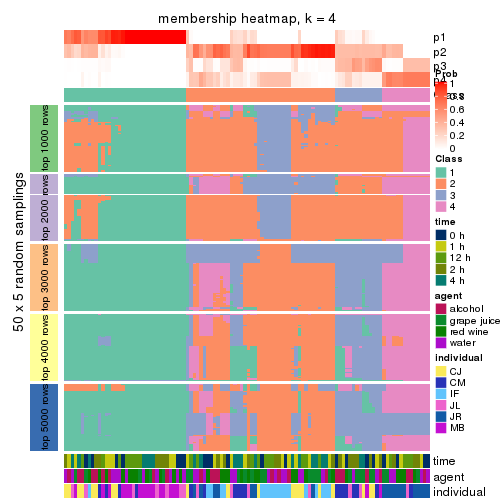 membership heatmap, k = 4
p1
p2
p3
p4
Prob
1
0.8
0.6
0.4
0.2
0
Class
1
2
3
4
time
0 h
1 h
12 h
2 h
4 h
agent
alcohol
grape juice
red wine
water
individual
CJ
CM
IF
JL
JR
MB
50 x 5 random samplings
top 1000 rows
top 2000 rows
top 3000 rows
top 4000 rows
top 5000 rows
time
agent
individual